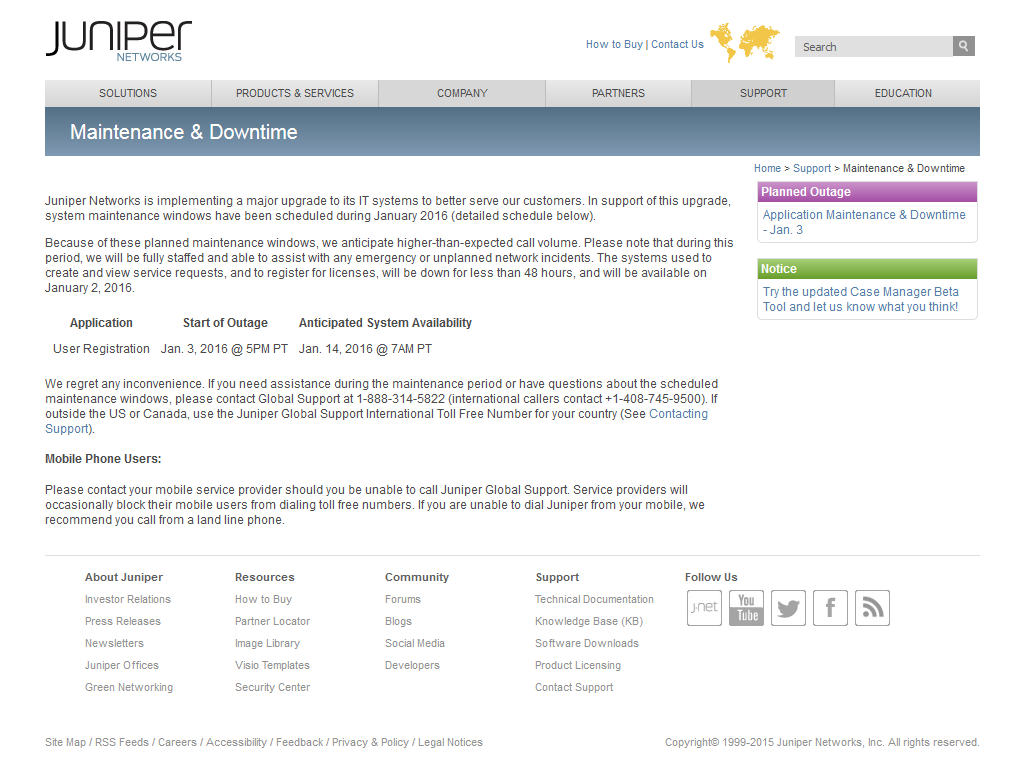 JUNIPER
NETWORKS
How to Buy | Contact Us
Search
SOLUTIONS PRODUCTS & SERVICES COMPANY PARTNERS SUPPORT EDUCATION
Maintenance & Downtime
Home > Support > Maintenance & Downtime
Juniper Networks is implementing a major upgrade to its IT systems to better serve our customers. In support of this upgrade,
system maintenance windows have been scheduled during January 2016 (detailed schedule below).
Because of these planned maintenance windows, we anticipate higher-than-expected call volume. Please note that during this
period, we will be fully staffed and able to assist with any emergency or unplanned network incidents. The systems used to
create and view service requests, and to register for licenses, will be down for less than 48 hours, and will be available on
January 2, 2016.
Application Start of Outage Anticipated System Availability
User Registration Jan. 3, 2016 @ 5PM PT Jan. 14, 2016 @ 7AM PT
We regret any inconvenience. If you need assistance during the maintenance period or have questions about the scheduled
maintenance windows, please contact Global Support at 1-888-314-5822 (international callers contact +1-408-745-9500). If
outside the US or Canada, use the Juniper Global Support International Toll Free Number for your country (See Contacting
Support).
Mobile Phone Users:
Please contact your mobile service provider should you be unable to call Juniper Global Support. Service providers will
occasionally block their mobile users from dialing toll free numbers. If you are unable to dial Juniper from your mobile, we
recommend you call from a land line phone.
Planned Outage
Application Maintenance & Downtime
- Jan. 3
Notice
Try the updated Case Manager Beta
Tool and let us know what you think!
About Juniper
Investor Relations
Press Releases
Newsletters
Juniper Offices
Green Networking
Resources
How to Buy
Partner Locator
Image Library
Visio Templates
Security Center
Community
Forums
Blogs
Social Media
Developers
Support
Technical Documentation
Knowledge Base (KB)
Software Downloads
Product Licensing
Contact Support
Follow Us
J-net
You
Tube
f
Site Map / RSS Feeds / Careers / Accessibility / Feedback / Privacy & Policy / Legal Notices
Copyright© 1999-2015 Juniper Networks, Inc. All rights reserved.